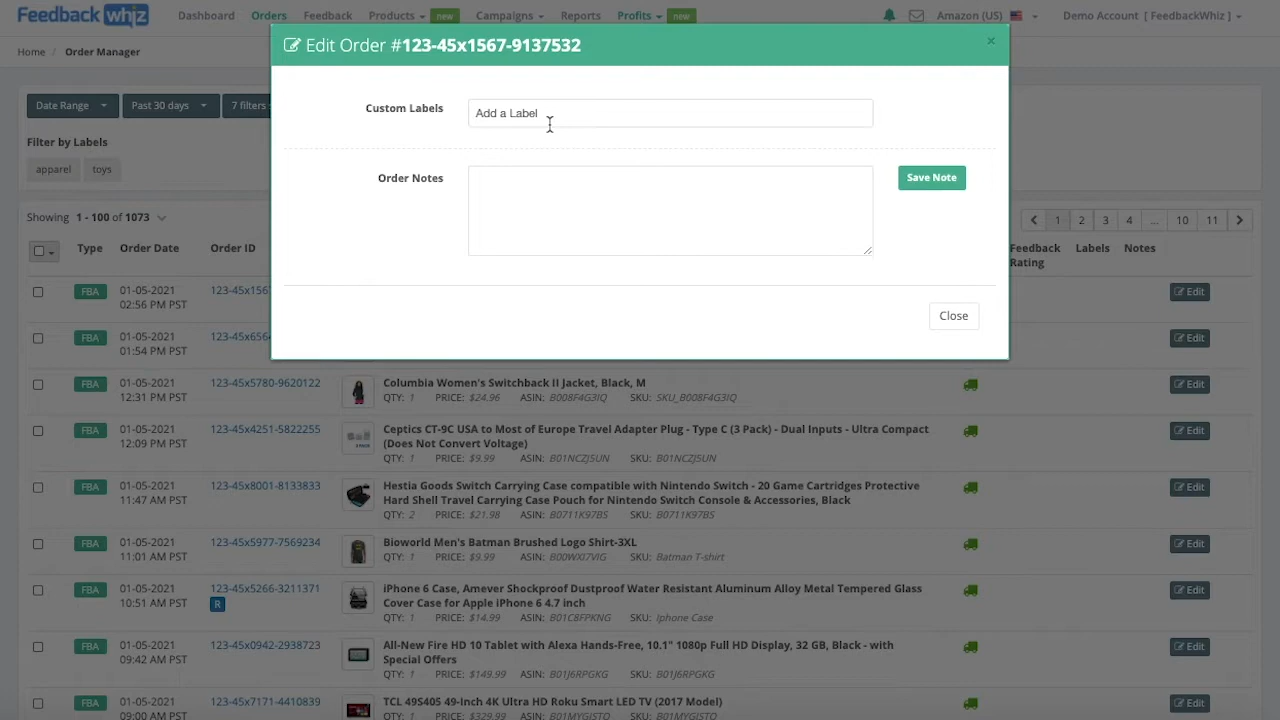 Feedback whiz
Dashboard
Orders
Feedback
Products
new
Campaigns
Reports
Profits
new
Amazon (US)
Demo Account [ FeedbackWhiz ]
Home / Order Manager
Edit Order #123-45x1567-9137532
×
Custom Labels
Add a Label
Order Notes
Save Note
Close
Date Range
Past 30 days
7 filters
Filter by Labels
apparel
toys
Showing 1 - 100 of 1073
1 2 3 4 ... 10 11
Type
Order Date
Order ID
Feedback
Rating
Labels
Notes
FBA
01-05-2021
02:56 PM PST
123-45x156
Edit
FBA
01-05-2021
01:54 PM PST
123-45x656
Edit
FBA
01-05-2021
12:31 PM PST
123-45x5780-9620122
Columbia Women's Switchback II Jacket, Black, M
QTY: 1 PRICE: $24.96 ASIN: B008F4G3IQ SKU: SKU_B008F4G3IQ
Edit
FBA
01-05-2021
12:09 PM PST
123-45x4251-5822255
Ceptics CT-9C USA to Most of Europe Travel Adapter Plug - Type C (3 Pack) - Dual Inputs - Ultra Compact
(Does Not Convert Voltage)
QTY: 1 PRICE: $9.99 ASIN: B01NCZJ5UN SKU: B01NCZJ5UN
Edit
FBA
01-05-2021
11:47 AM PST
123-45x8001-8133833
Hestia Goods Switch Carrying Case compatible with Nintendo Switch - 20 Game Cartridges Protective
Hard Shell Travel Carrying Case Pouch for Nintendo Switch Console & Accessories, Black
QTY: 2 PRICE: $21.98 ASIN: B0711K97BS SKU: B0711K97BS
Edit
FBA
01-05-2021
11:01 AM PST
123-45x5977-7569234
Bioworld Men's Batman Brushed Logo Shirt-3XL
QTY: 1 PRICE: $9.99 ASIN: B00WXI7VIG SKU: Batman T-shirt
Edit
FBA
01-05-2021
10:51 AM PST
123-45x5266-3211371
R
iPhone 6 Case, Amever Shockproof Dustproof Water Resistant Aluminum Alloy Metal Tempered Glass
Cover Case for Apple iPhone 6 4.7 inch
QTY: 1 PRICE: $14.99 ASIN: B01C8FPKNG SKU: Iphone Case
Edit
FBA
01-05-2021
09:42 AM PST
123-45x0942-2938723
All-New Fire HD 10 Tablet with Alexa Hands-Free, 10.1" 1080p Full HD Display, 32 GB, Black - with
Special Offers
QTY: 1 PRICE: $149.99 ASIN: B01J6RPGKG SKU: B01J6RPGKG
Edit
FBA
01-05-2021
09:00 AM PST
123-45x7171-4410839
TCL 49S405 49-Inch 4K Ultra HD Roku Smart LED TV (2017 Model)
QTY: 1 PRICE: $329.99 ASIN: B01MYGISTO SKU: B01MYGISTO
Edit